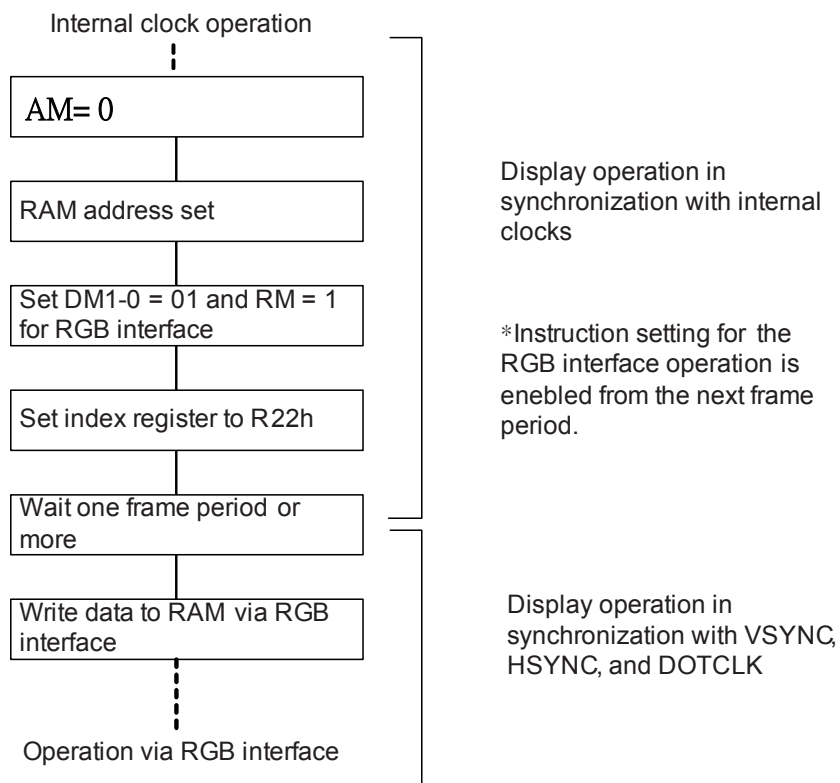 Internal clock operation
AM= 0
RAM address set
Set DM1-0 = 01 and RM = 1
for RGB interface
Set index register to R22h
Wait one frame period or
more
Write data to RAM via RGB
interface
Operation via RGB interface
Display operation in
synchronization with internal
clocks
*Instruction setting for the
RGB interface operation is
enebled from the next frame
period.
Display operation in
synchronization with VSYNC,
HSYNC, and DOTCLK